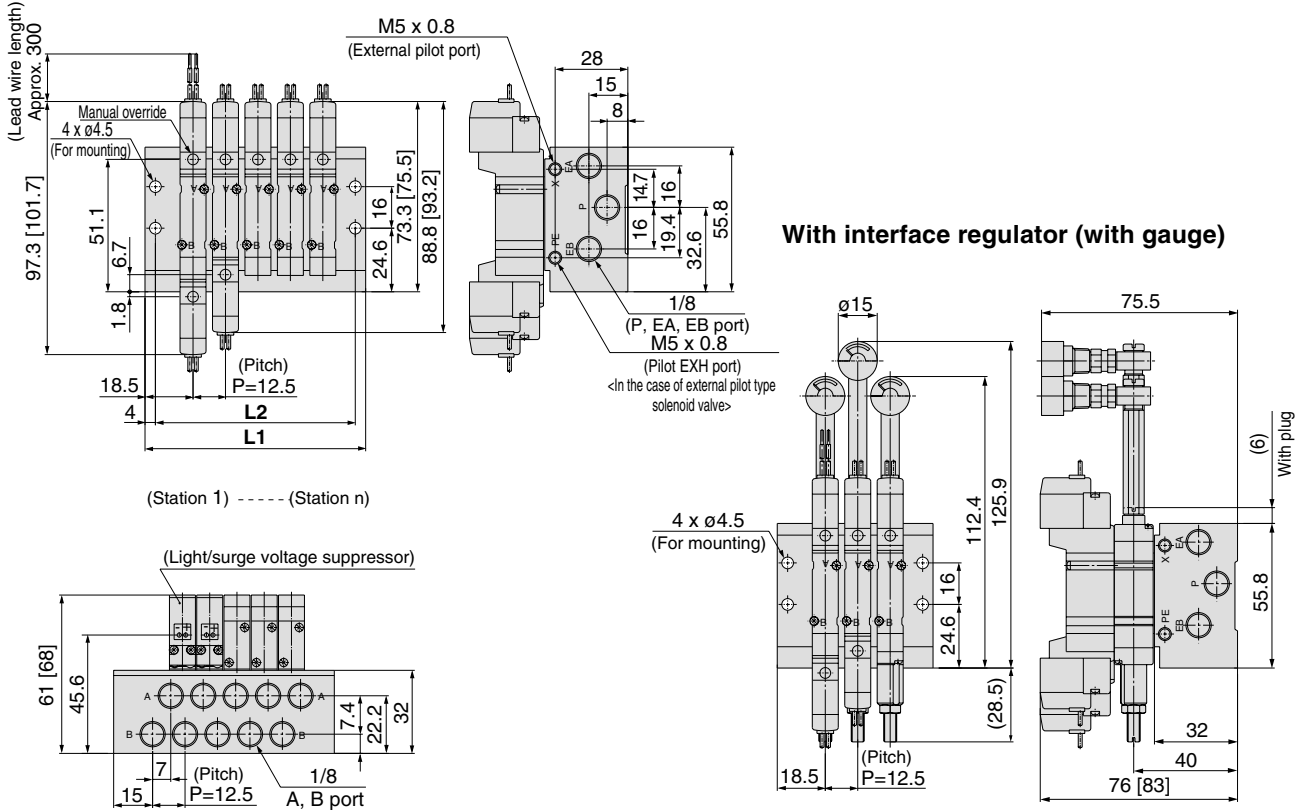 (Lead wire length)
Approx. 300
M5 x 0.8
(External pilot port)
28
15
8
Manual override
4 x ø4.5
(For mounting)
97.3 [101.7]
51.1
6.7
1.8
A A A A A
B B
16
24.6
73.3 [75.5]
88.8 [93.2]
X
EA
P
PE
EB
14.7
16
16
19.4
32.6
55.8
1/8
(P, EA, EB port)
M5 x 0.8
(Pilot EXH port)
<In the case of external pilot type
solenoid valve>
(Pitch)
P=12.5
18.5
4
L2
L1
(Station 1) - - - - - (Station n)
(Light/surge voltage suppressor)
61 [68]
45.6
A A
B B
7.4
22.2
32
7
15
(Pitch)
P=12.5
1/8
A, B port
With interface regulator (with gauge)
ø15
75.5
(6)
With plug
4 x ø4.5
(For mounting)
A A A
B B B
16
24.6
112.4
125.9
(28.5)
18.5
(Pitch)
P=12.5
X
EA
P
PE
EB
55.8
32
40
76 [83]